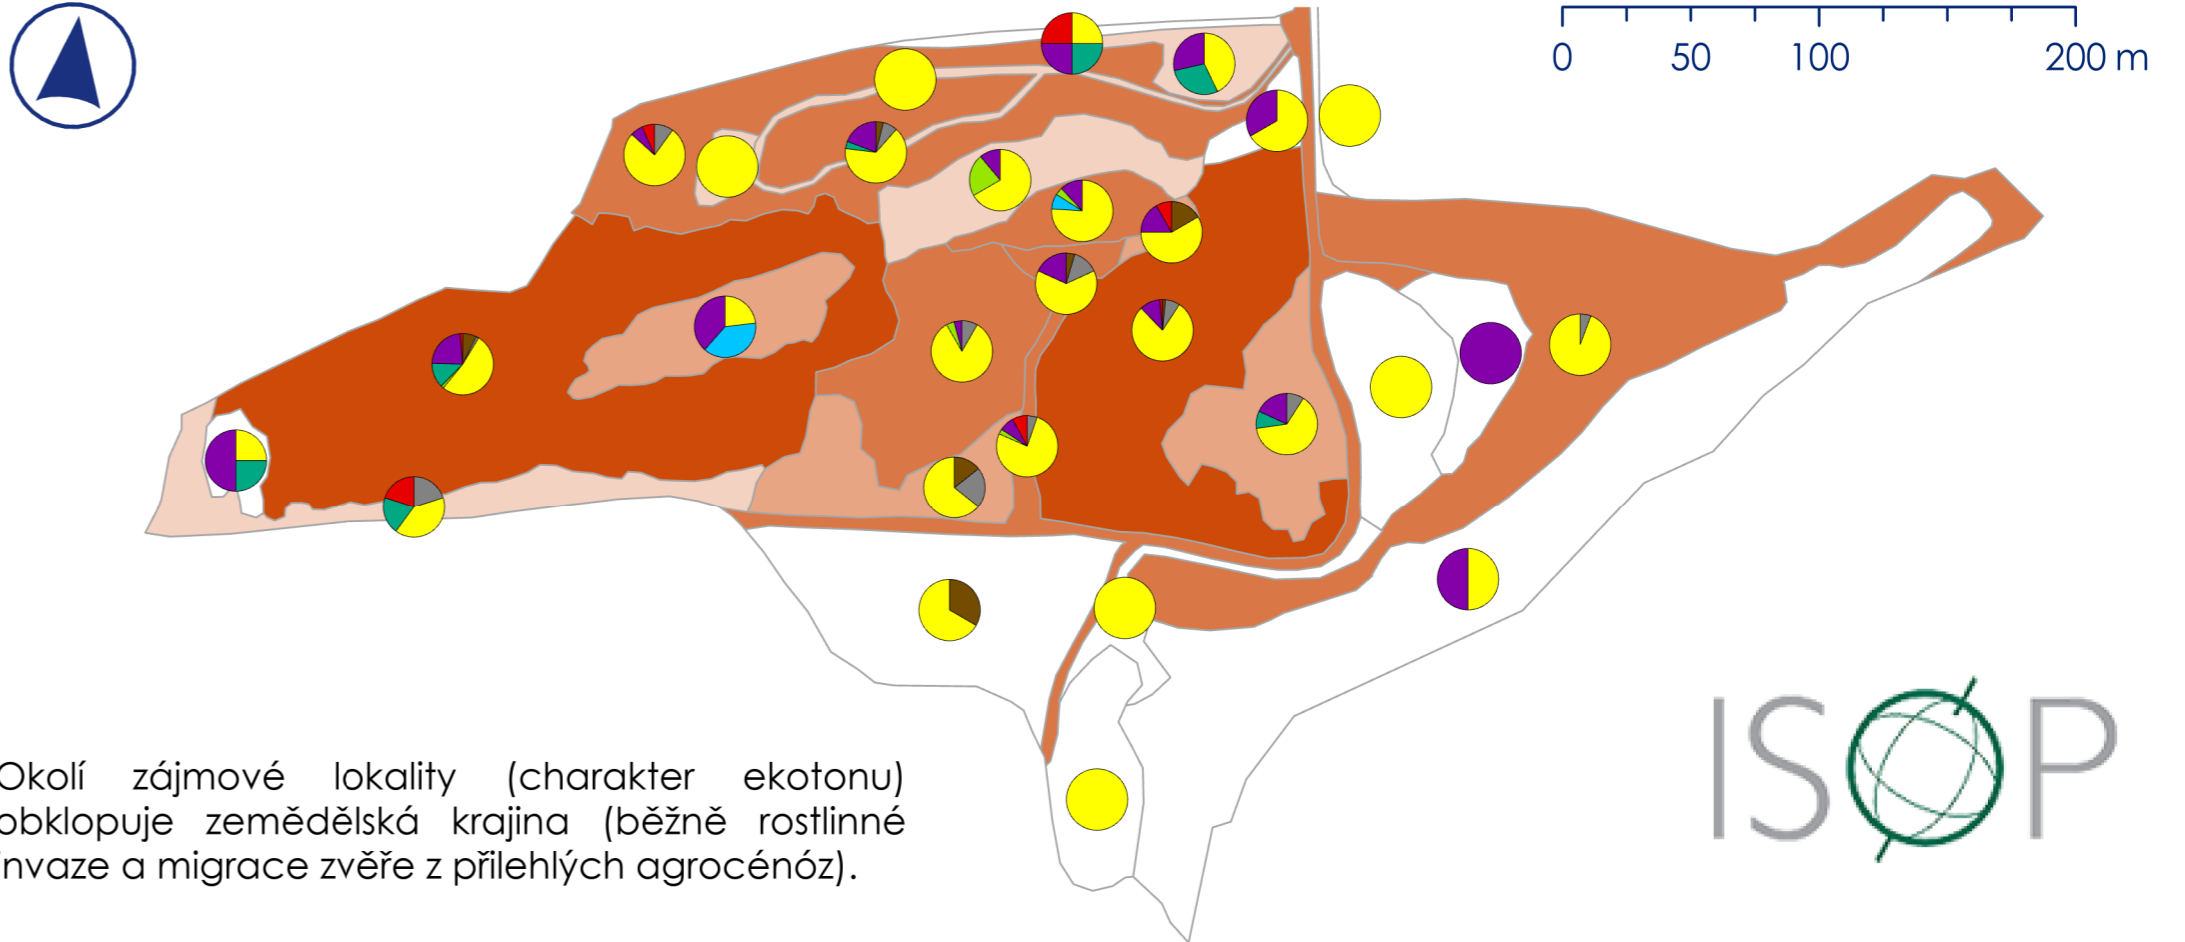 0 50 100 200 m
Okolí zájmové lokality (charakter ekotonu)
obklopuje zemědělská krajina (běžně rostlinné
invaze a migrace zvěře z přilehlých agrocénóz).
ISOP